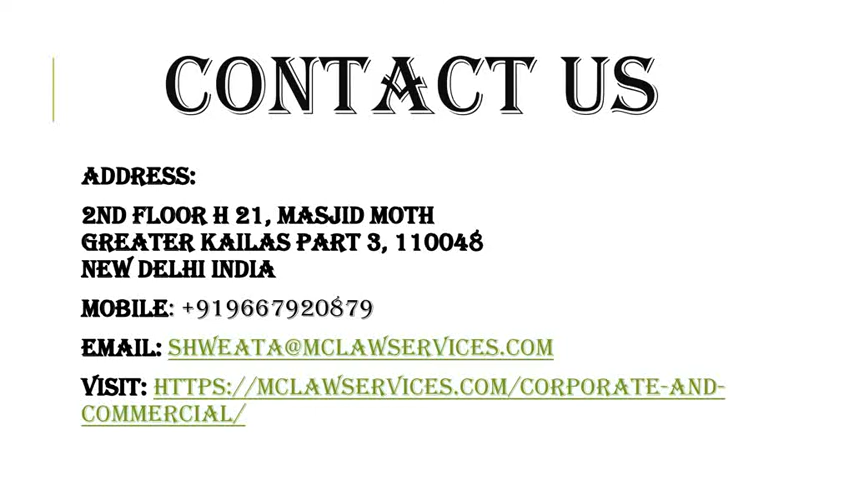 CONTACT US
ADDRESS:
2ND FLOOR H 21, MASJID MOTH
GREATER KAILAS PART 3, 110048
NEW DELHI INDIA
MOBILE: +919667920879
EMAIL: SHWEATA@MCLAWSERVICES.COM
VISIT: HTTPS://MCLAWSERVICES.COM/CORPORATE-AND-
COMMERCIAL/